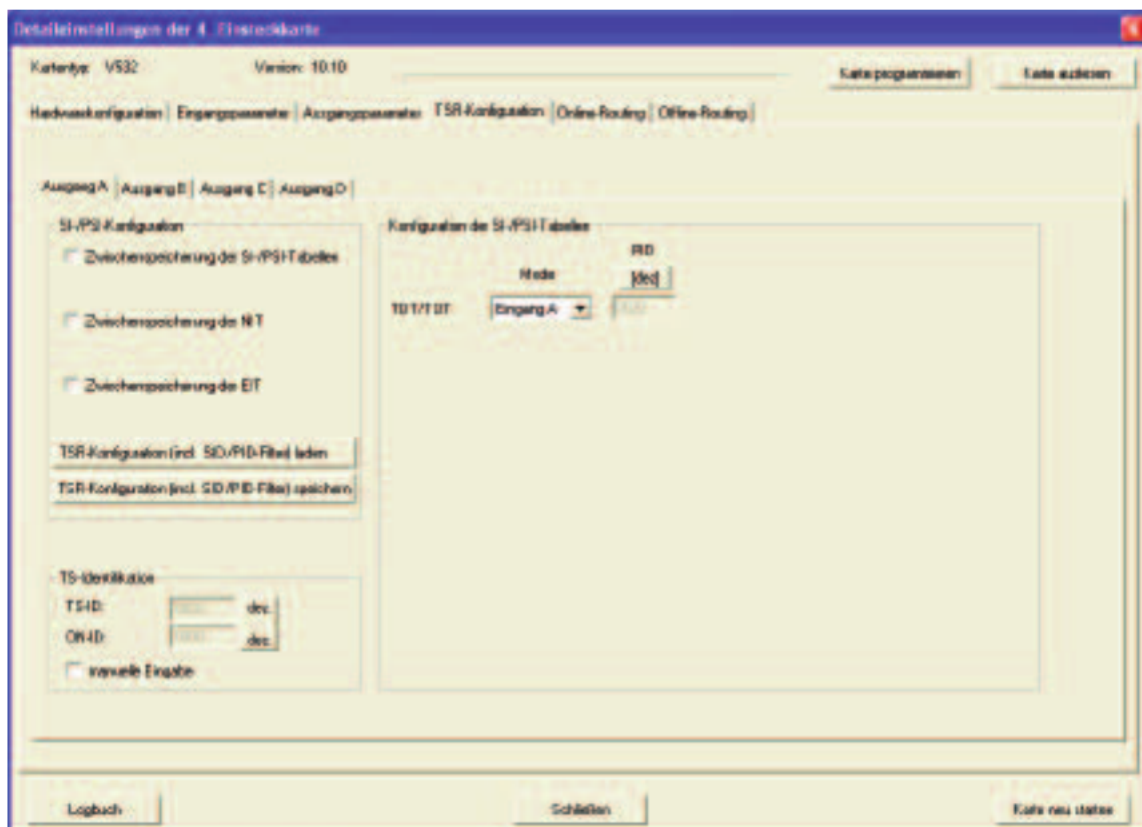 Detaileinstellungen der 4. Einsteckkarte
Kartentyp: V532 Version: 10.10
Karte programmieren
Karte auslesen
Hardwarekonfiguration Eingangsparameter Ausgangsparameter TSR-Konfiguration Online-Routing Offline-Routing
Ausgang A Ausgang B Ausgang C Ausgang D
SI-/PSI-Konfiguration
Zwischenspeicherung der SI-/PSI-Tabellen
Zwischenspeicherung der NIT
Zwischenspeicherung der EIT
TSR-Konfiguration (incl. SID-/PID-Filter) laden
TSR-Konfiguration (incl. SID-/PID-Filter) speichern
TS-Identifikation
TS-ID: dec.
ON-ID: dec.
manuelle Eingabe
Konfiguration der SI-/PSI-Tabellen
PID
Mode [dec]
TDT/TOT: Eingang A
Logbuch
Schließen
Karte neu starten